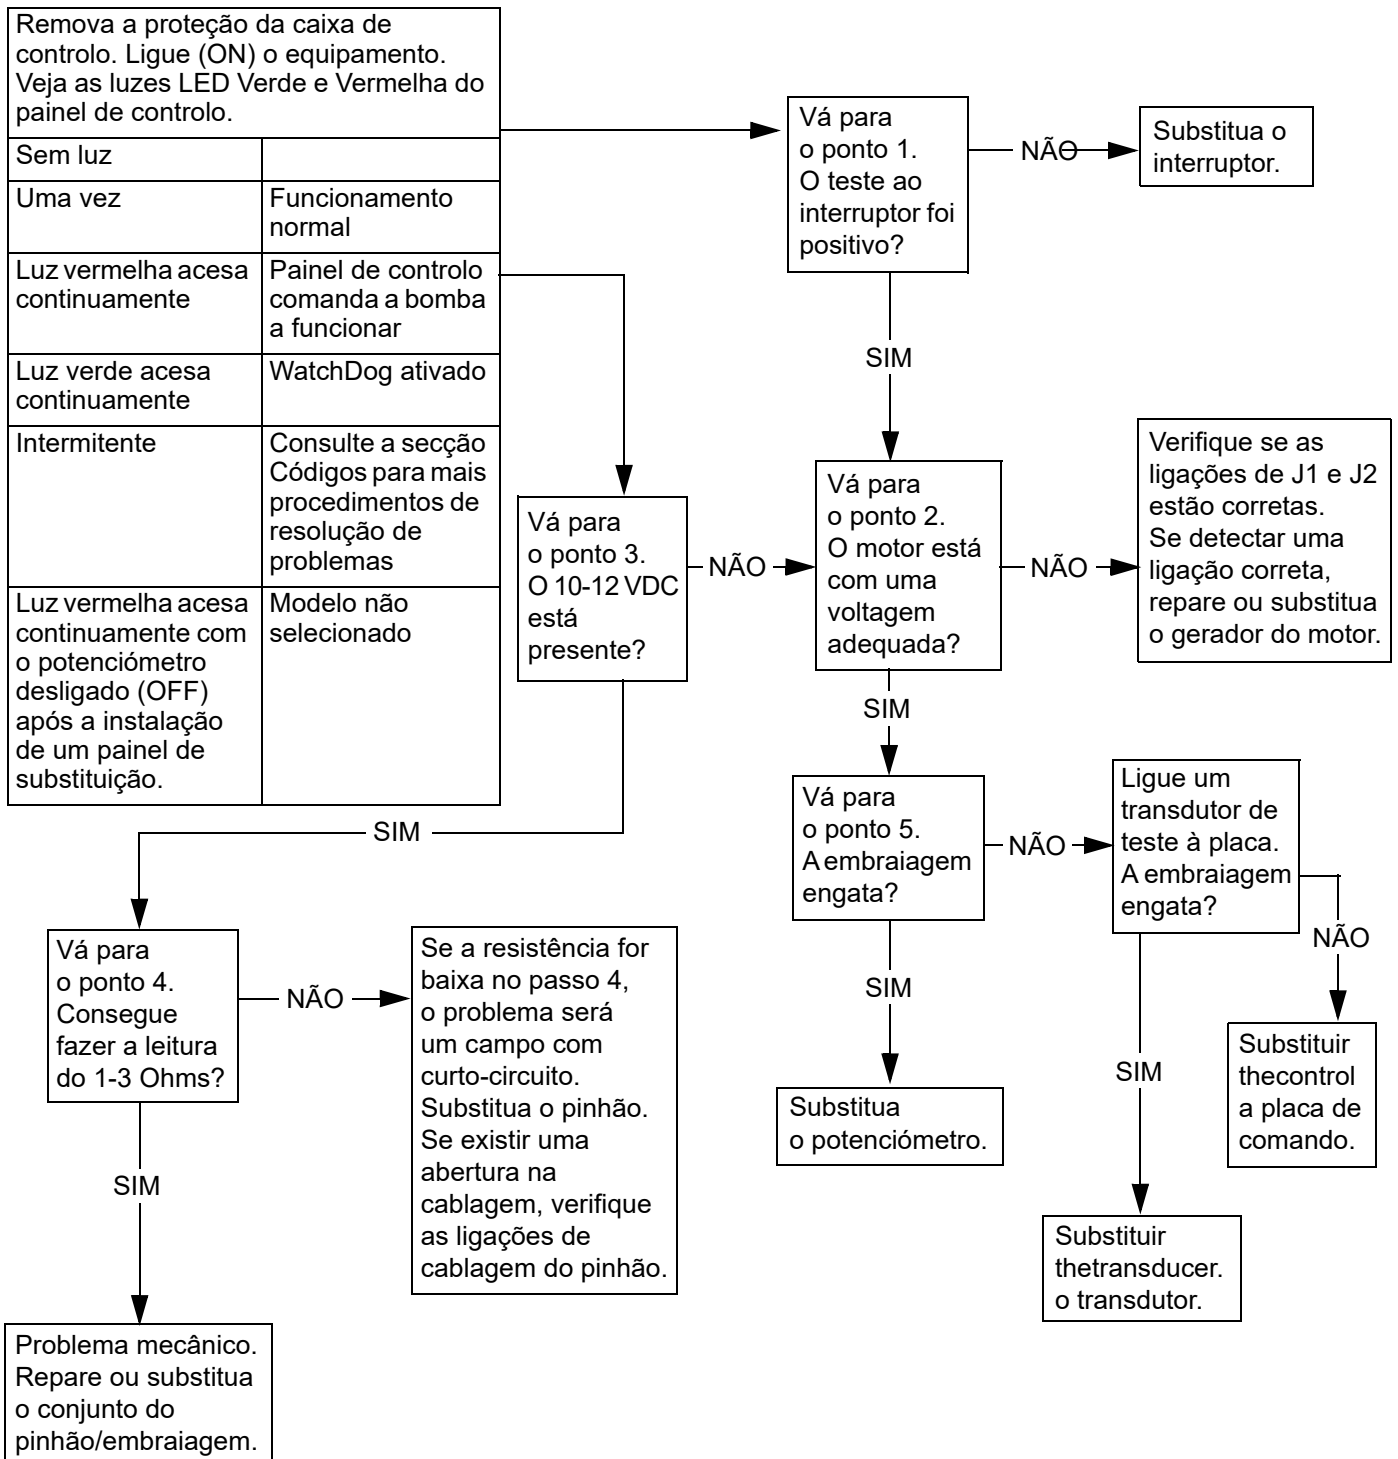 Remova a proteção da caixa de
controlo. Ligue (ON) o equipamento.
Veja as luzes LED Verde e Vermelha do
painel de controlo.
Sem luz
Uma vez
Funcionamento
normal
Luz vermelha acesa
continuamente
Painel de controlo
comanda a bomba
a funcionar
Luz verde acesa
continuamente
WatchDog ativado
Intermitente
Consulte a secção
Códigos para mais
procedimentos de
resolução de
problemas
Luz vermelha acesa
continuamente com
o potenciómetro
desligado (OFF)
após a instalação
de um painel de
substituição.
Modelo não
selecionado
Vá para
o ponto 1.
O teste ao
interruptor foi
positivo?
NÃO
Substitua o
interruptor.
SIM
Vá para
o ponto 3.
O 10-12 VDC
está
presente?
NÃO
Vá para
o ponto 2.
O motor está
com uma
voltagem
adequada?
NÃO
Verifique se as
ligações de J1 e J2
estão corretas.
Se detectar uma
ligação correta,
repare ou substitua
o gerador do motor.
SIM
SIM
Vá para
o ponto 5.
A embraiagem
engata?
NÃO
Ligue um
transdutor de
teste à placa.
A embraiagem
engata?
NÃO
Vá para
o ponto 4.
Consegue
fazer a leitura
do 1-3 Ohms?
NÃO
Se a resistência for
baixa no passo 4,
o problema será
um campo com
curto-circuito.
Substitua o pinhão.
Se existir uma
abertura na
cablagem, verifique
as ligações de
cablagem do pinhão.
SIM
Substitua
o potenciómetro.
SIM
Substituir
thecontrol
a placa de
comando.
SIM
Substituir
thetransducer.
o transdutor.
Problema mecânico.
Repare ou substitua
o conjunto do
pinhão/embraiagem.